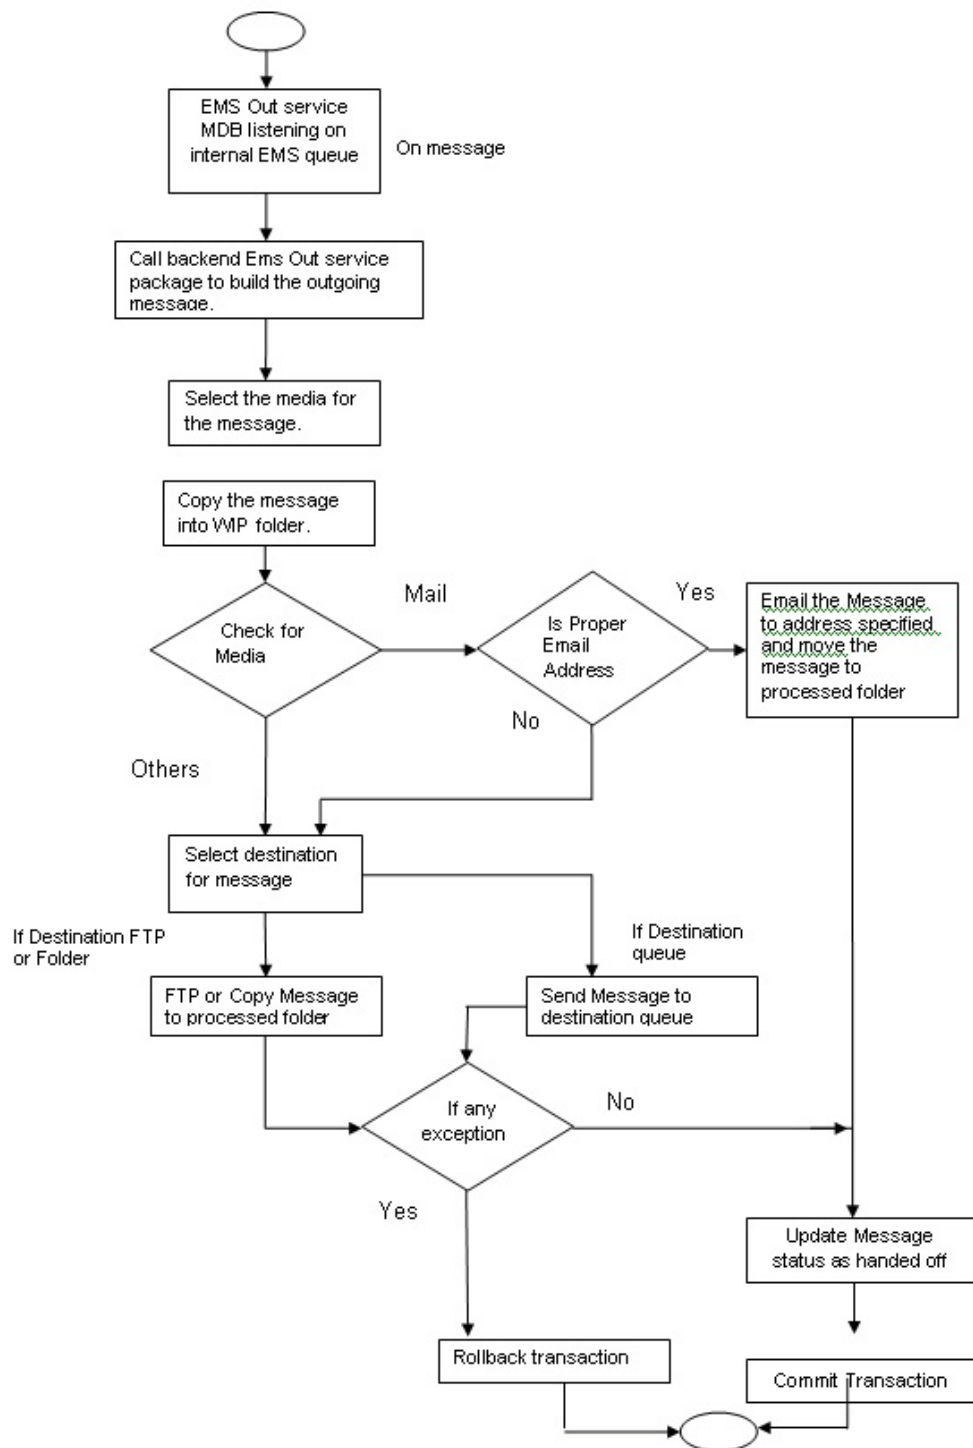 EMS Out service
MDB listening on
internal EMS queue
On message
Call backend Ems Out service
package to build the outgoing
message.
Select the media for
the message.
Copy the message
into WIP folder.
Mail
Yes
Check for
Media
Is Proper
Email
Address
Email the Message
to address specified
and move the
message to
processed folder
No
Others
Select destination
for message
If Destination FTP
or Folder
If Destination
queue
FTP or Copy Message
to processed folder
Send Message to
destination queue
If any
exception
No
Yes
Update Message
status as handed off
Rollback transaction
Commit Transaction